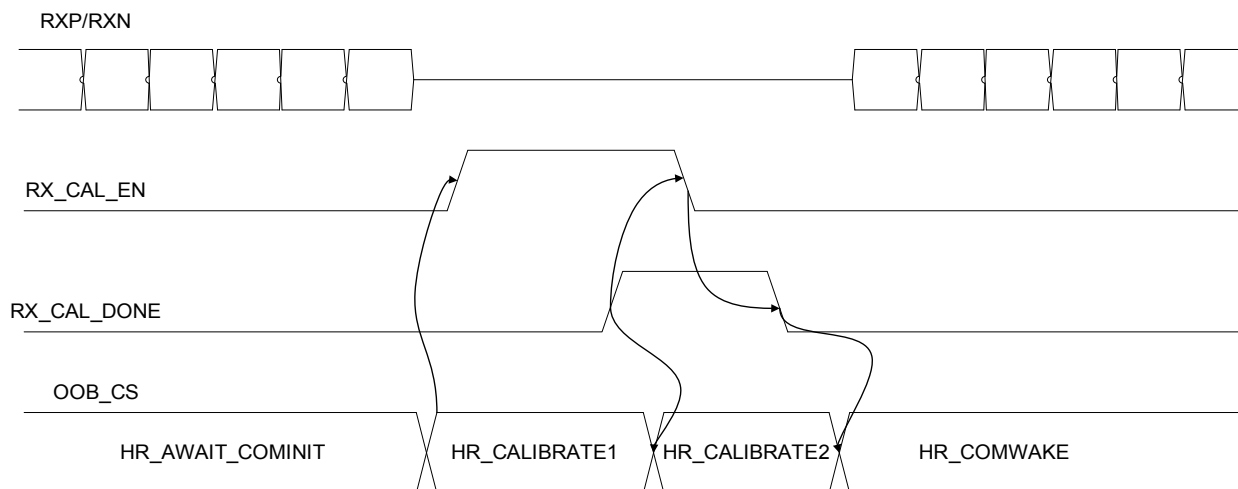 RXP/RXN
RX_CAL_EN
RX_CAL_DONE
OOB_CS
HR_AWAIT_COMINIT HR_CALIBRATE1 HR_CALIBRATE2 HR_COMWAKE